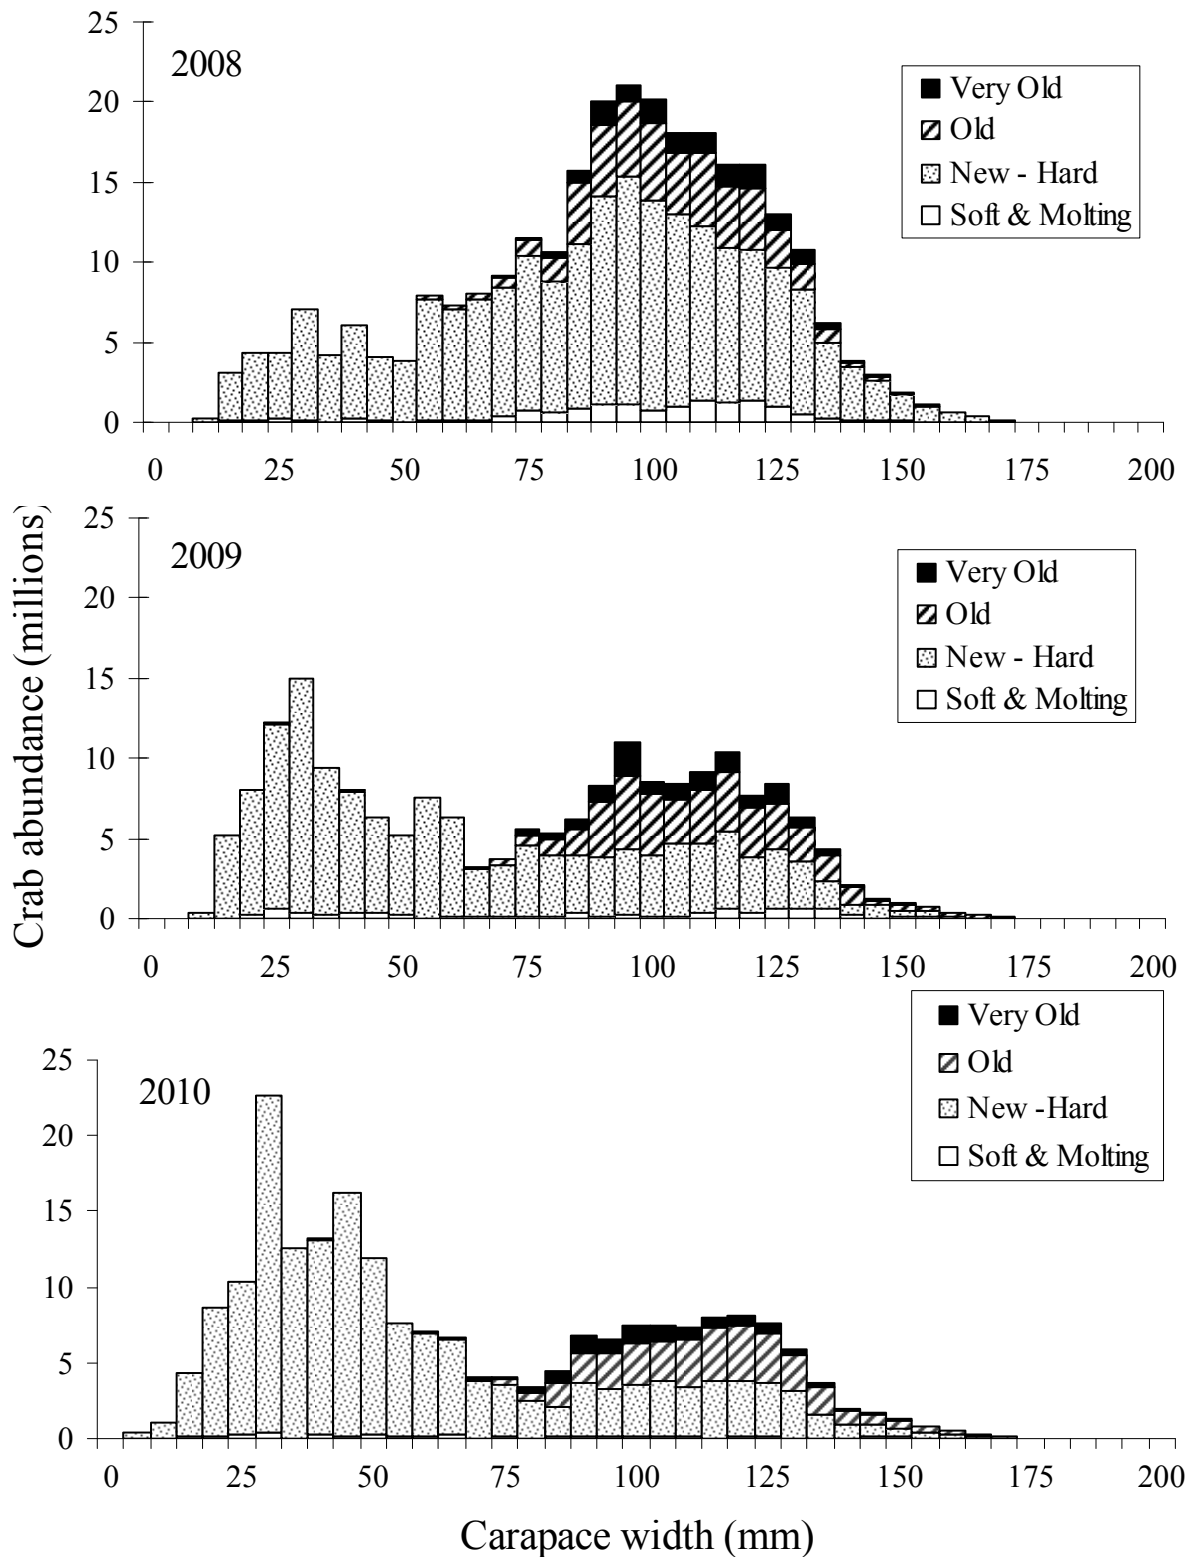 25
2008
Very Old
20
Old
New - Hard
15
Soft & Molting
10
5
0
0 25 50 75 100 125 150 175 200
Crab abundance (millions)
25
2009
Very Old
20
Old
New - Hard
15
Soft & Molting
10
5
0
0 25 50 75 100 125 150 175 200
Very Old
25
Old
2010
New -Hard
20
Soft & Molting
15
10
5
0
0 25 50 75 100 125 150 175 200
Carapace width (mm)